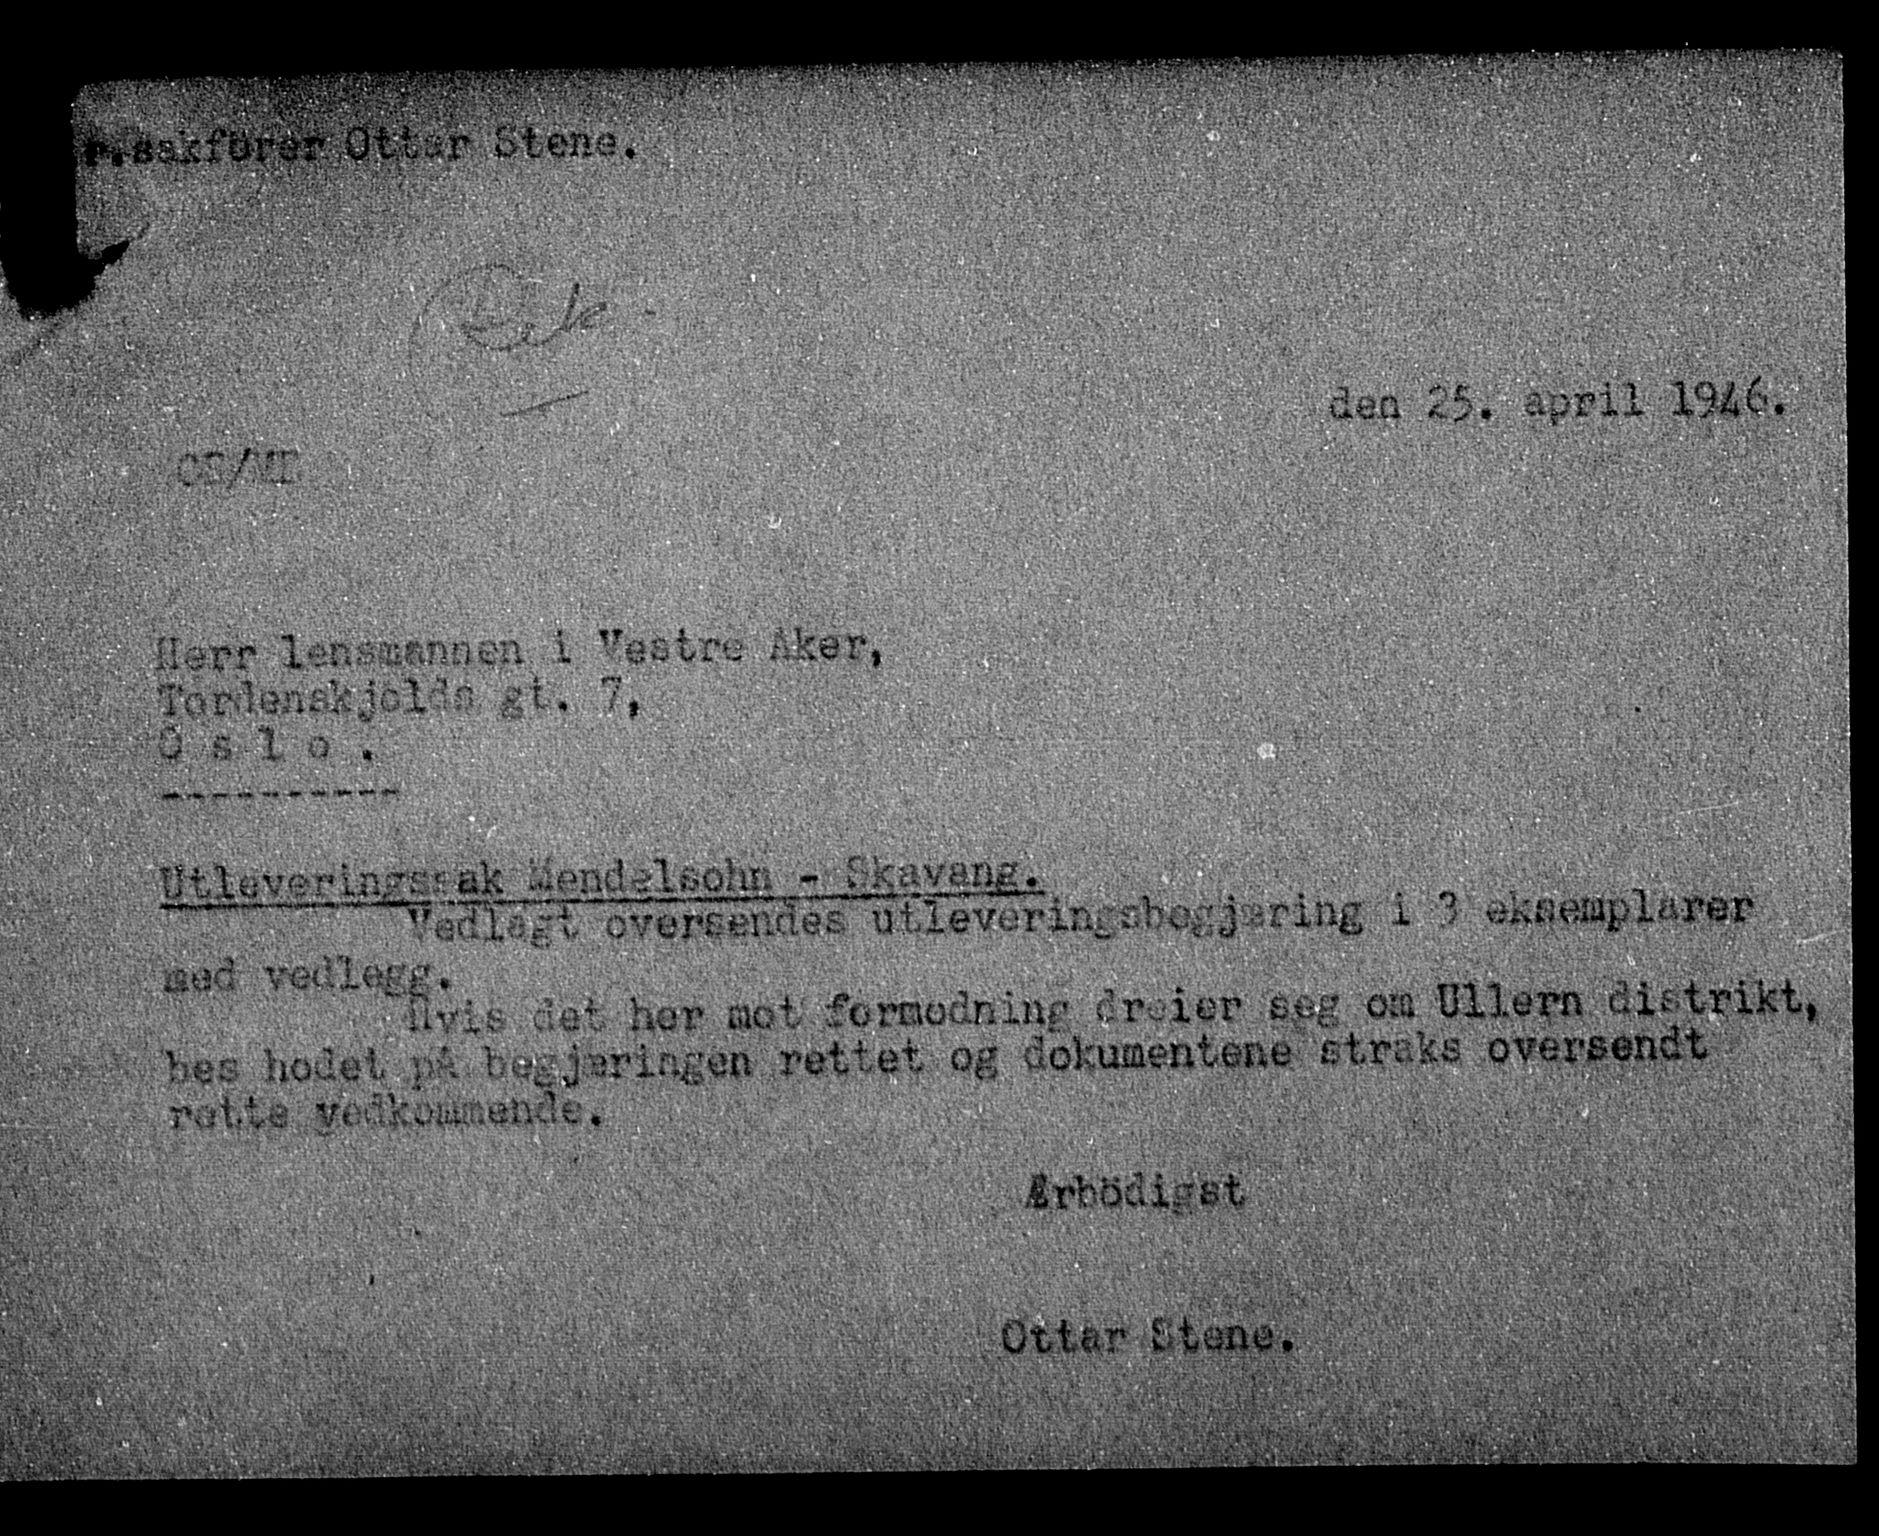 r.sakförer Ottar Stene.
den 25. april 1946.
Herr lensmannen i Vestre Aker,
Tordenskjolds gt. 7,
O s l o .
----------
Utleveringssak Mendelsohn - Skavang.
Vedlagt oversendes utleveringsbegjæring i 3 eksemplarer
med vedlegg.
Hvis det her mot formodning dreier seg om Ullern distrikt,
bes hodet på begjæringen rettet og dokumentene straks oversendt
rette vedkommende.
Ærbödigst
Ottar Stene.